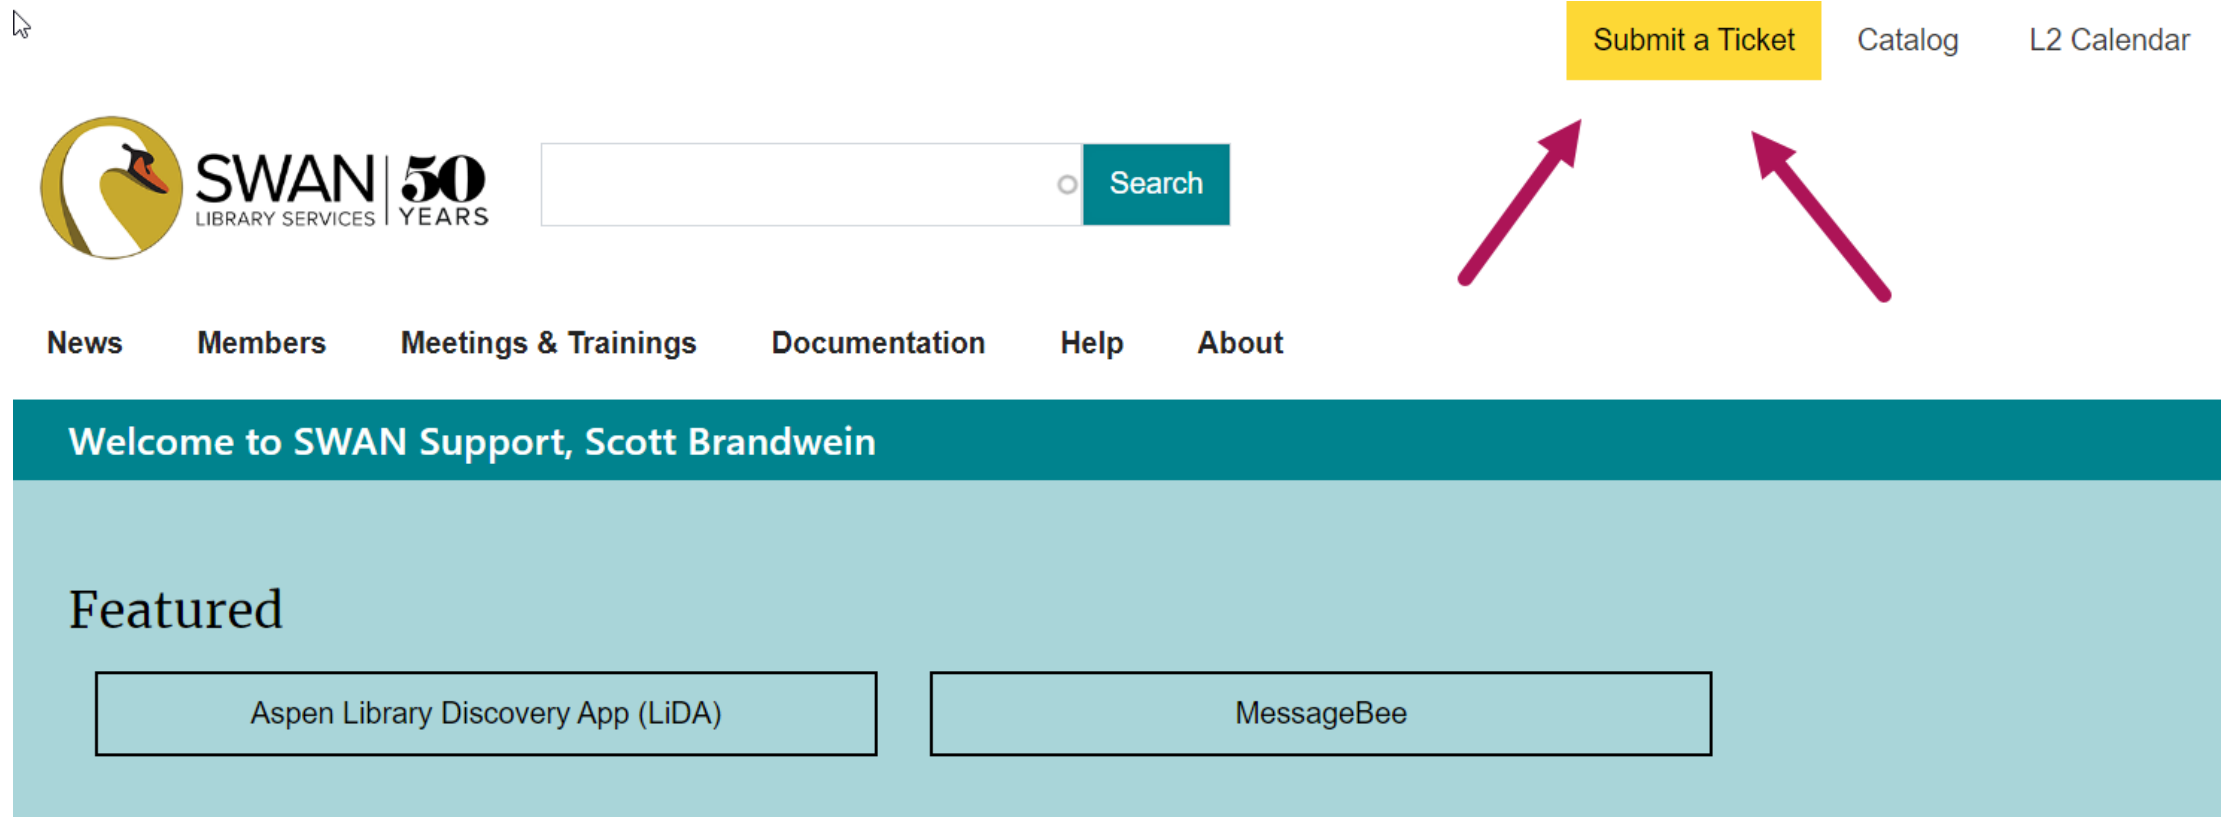 Submit a Ticket Catalog L2 Calendar
SWAN 50
LIBRARY SERVICES YEARS
Search
News Members Meetings & Trainings Documentation Help About
Welcome to SWAN Support, Scott Brandwein
Featured
Aspen Library Discovery App (LiDA) MessageBee